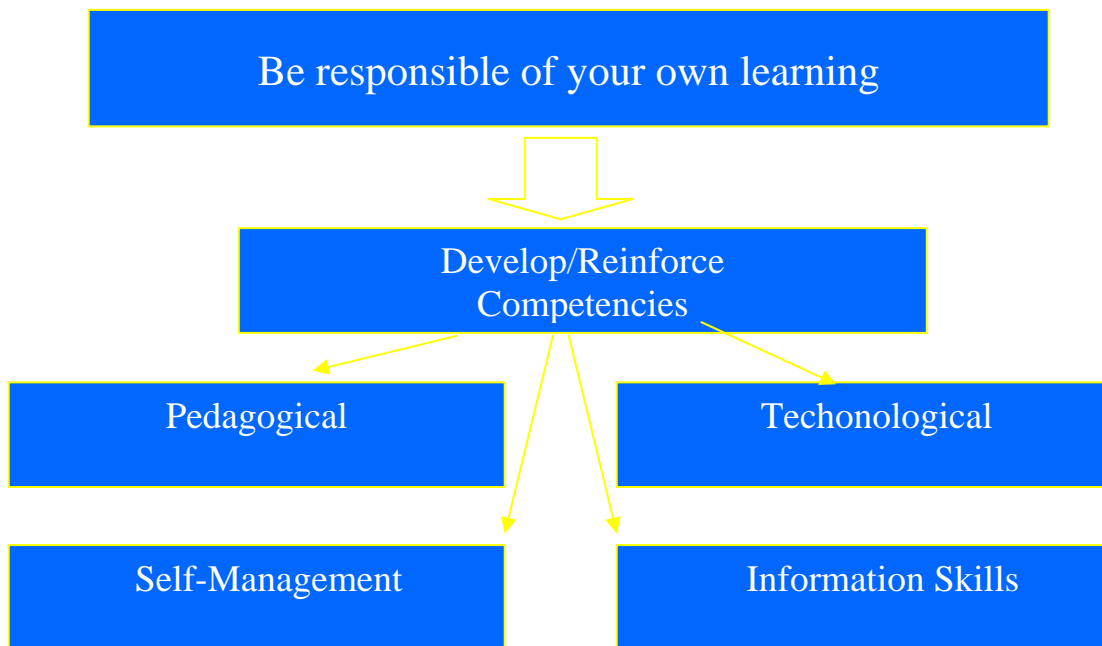 Be responsible of your own learning
Develop/Reinforce
Competencies
Pedagogical
Techonological
Self-Management
Information Skills